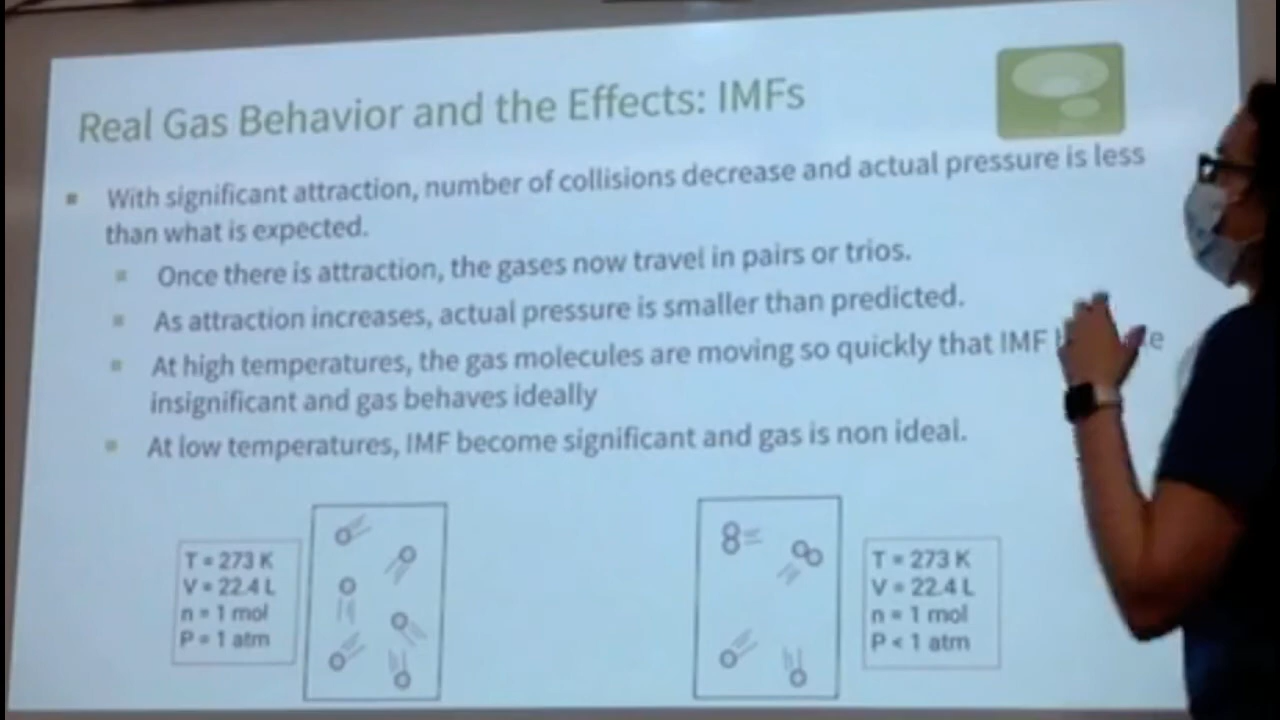 Real Gas Behavior and the Effects: IMFs
With significant attraction, number of collisions decrease and actual pressure is less
than what is expected.
Once there is attraction, the gases now travel in pairs or trios.
As attraction increases, actual pressure is smaller than predicted.
At high temperatures, the gas molecules are moving so quickly that IMF
insignificant and gas behaves ideally
At low temperatures, IMF become significant and gas is non ideal.
T = 273 K
V = 22.4 L
n = 1 mol
P = 1 atm
T = 273 K
V = 22.4 L
n = 1 mol
P < 1 atm